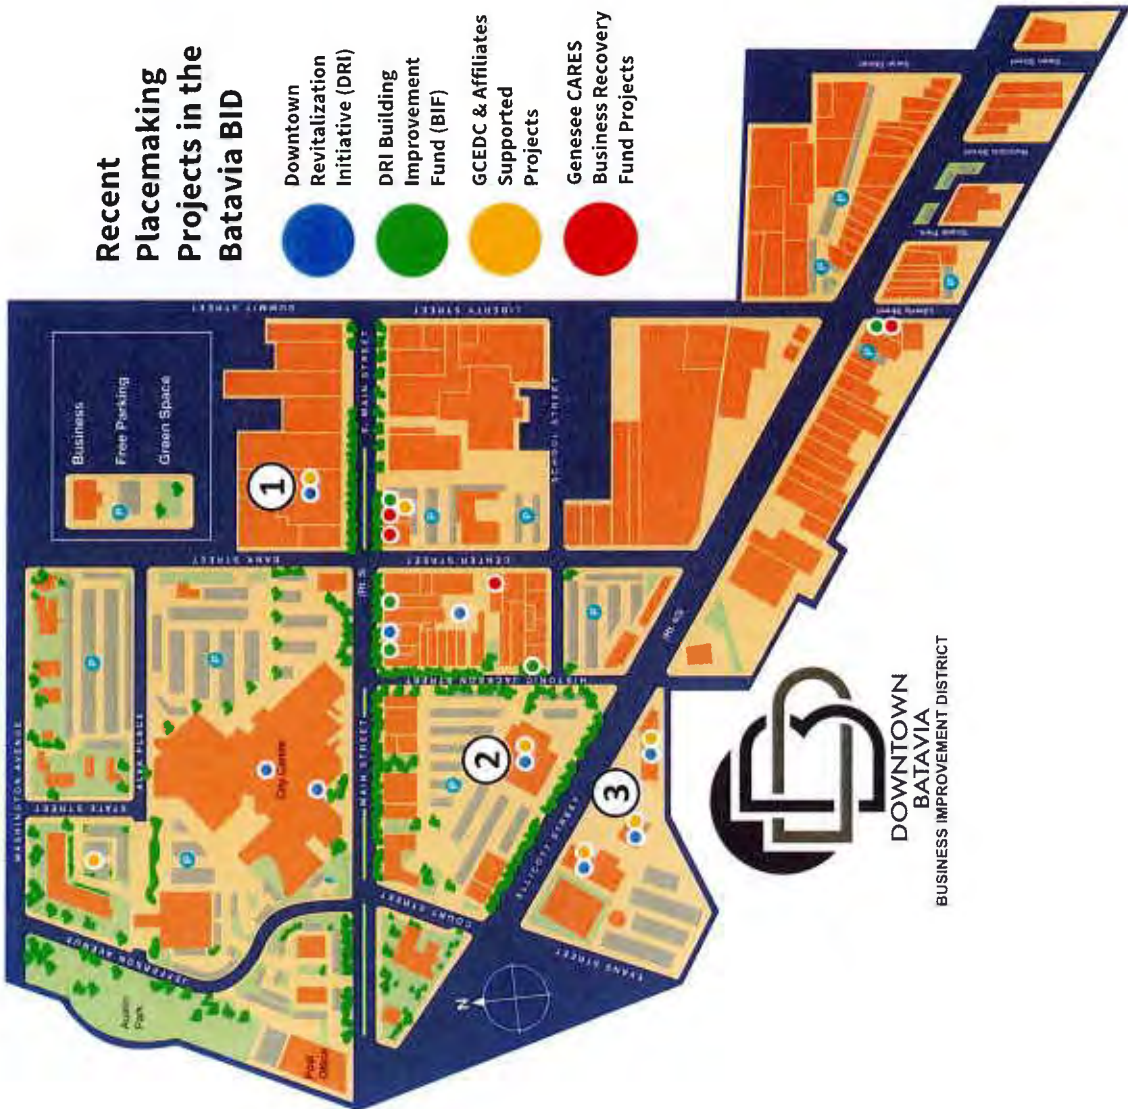 Recent
Placemaking
Projects in the
Batavia BID
Downtown
Revitalization
Initiative (DRI)
DRI Building
Improvement
Fund (BIF)
GCEDC & Affiliates
Supported
Projects
Genesee CARES
Business Recovery
Fund Projects
Business
Free Parking
Green Space
P
WASHINGTON AVENUE
STATE STREET
ALVA PLACE
BANK STREET
SUMMIT STREET
JEFFERSON AVENUE
Austin
Park
Post
Office
City Centre
MAIN STREET
(Rt. 5)
E. MAIN STREET
LIBERTY STREET
CENTER STREET
SCHOOL STREET
HISTORIC JACKSON STREET
COURT STREET
ELLICOTT STREET
(Rt. 63)
EVANS STREET
Liberty Street
Swan Street
P
P
P
P
P
P
P
P
P
P
P
1
2
3
N
DOWNTOWN
BATAVIA
BUSINESS IMPROVEMENT DISTRICT